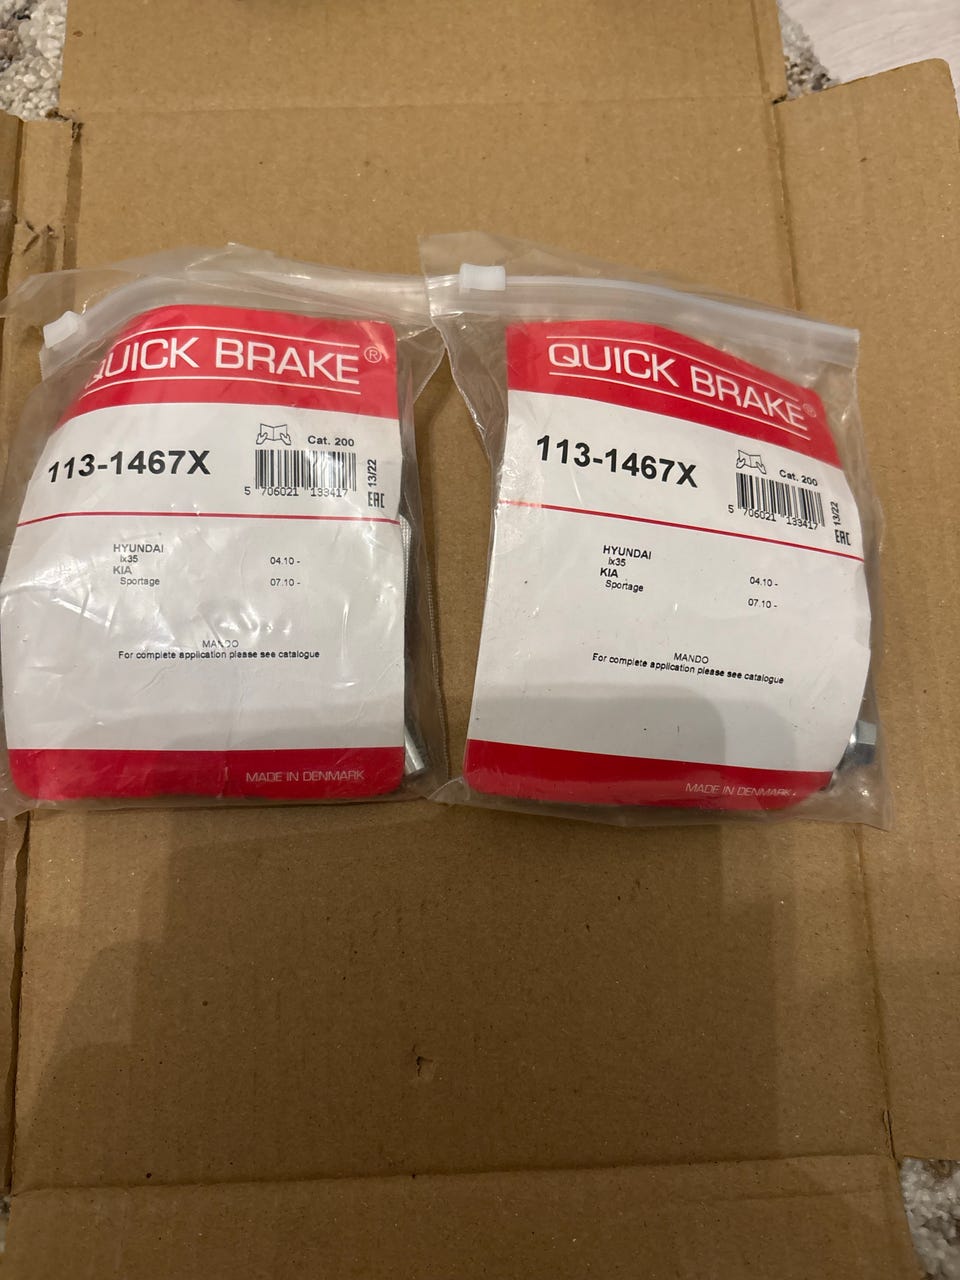 QUICK BRAKE®
113-1467X
Cat. 200
5 706021 133417
13/22
EAC
HYUNDAI
Ix35 04.10 -
KIA
Sportage 07.10 -
MANDO
For complete application please see catalogue
MADE IN DENMARK
QUICK BRAKE®
113-1467X
Cat. 200
5 706021 133417
13/22
EAC
HYUNDAI
Ix35 04.10 -
KIA
Sportage 07.10 -
MANDO
For complete application please see catalogue
MADE IN DENMARK